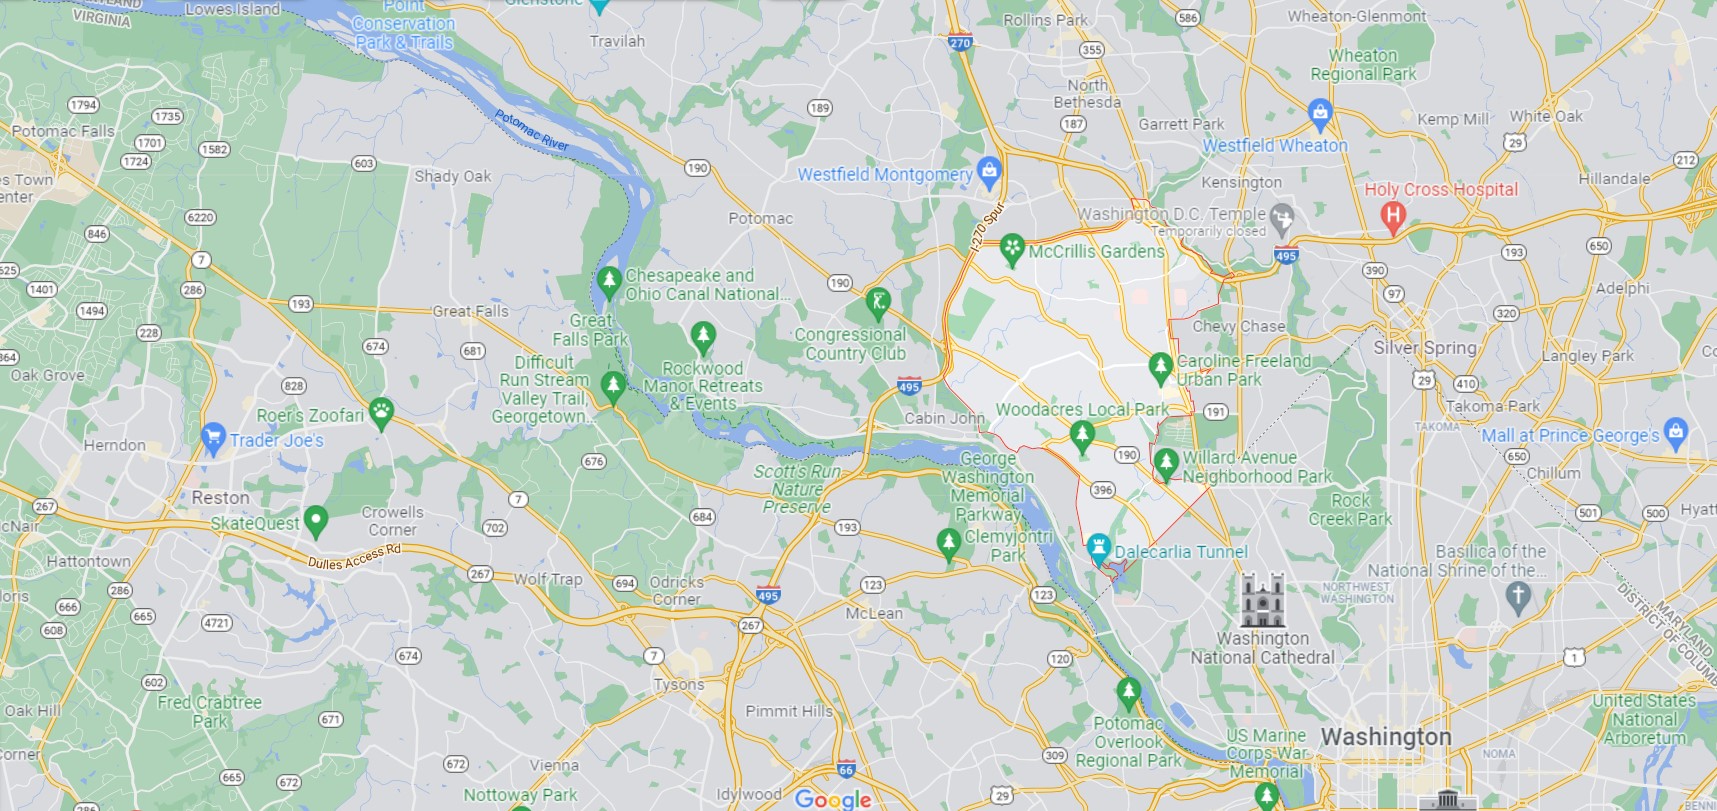 VIRGINIA
Lowes Island
Point
Conservation
Park & Trails
Travilah
Rollins Park
586
Wheaton-Glenmont
270
355
Wheaton
Regional Park
North
Bethesda
1794
1735
189
187
Garrett Park
Kemp Mill
White Oak
Potomac River
Potomac Falls
1701
1582
1724
Westfield Wheaton
29
212
603
190
Shady Oak
Westfield Montgomery
Kensington
Holy Cross Hospital
Hillandale
6220
Potomac
I-270 Spur
Washington D.C. Temple
Temporarily closed
846
McCrillis Gardens
495
193
650
7
625
1401
286
Chesapeake and
Ohio Canal National...
190
390
97
Adelphi
1494
193
Great Falls
Great
Falls Park
320
228
Congressional
Country Club
Chevy Chase
Silver Spring
Langley Park
674
681
Oak Grove
828
Difficult
Run Stream
Valley Trail,
Georgetown...
Rockwood
Manor Retreats
& Events
495
Caroline Freeland
Urban Park
29
410
Takoma Park
Roer's Zoofari
Cabin John
Woodacres Local Park
191
TAKOMA
Mall at Prince George's
Herndon
Trader Joe's
676
190
650
Chillum
Scott's Run
Nature
Preserve
George
Washington
Memorial
Parkway
Willard Avenue
Neighborhood Park
396
Rock
Creek Park
Reston
267
7
Crowells
Corner
SkateQuest
702
684
193
501
500
Clemyjontri
Park
Hattontown
Dulles Access Rd
Dalecarlia Tunnel
Basilica of the
National Shrine of the...
267
Wolf Trap
286
694
Odricks
Corner
495
123
123
NORTHWEST
WASHINGTON
MARYLAND
DISTRICT OF COLUM
666
665
608
4721
McLean
267
Washington
National Cathedral
674
7
120
1
602
Tysons
Oak Hill
Fred Crabtree
Park
671
Pimmit Hills
Potomac
Overlook
Regional Park
US Marine
Corps War
Memorial
Washington
United States
National
Arboretum
NOMA
309
672
Vienna
66
665
672
Nottoway Park
Idylwood
Google
29
286